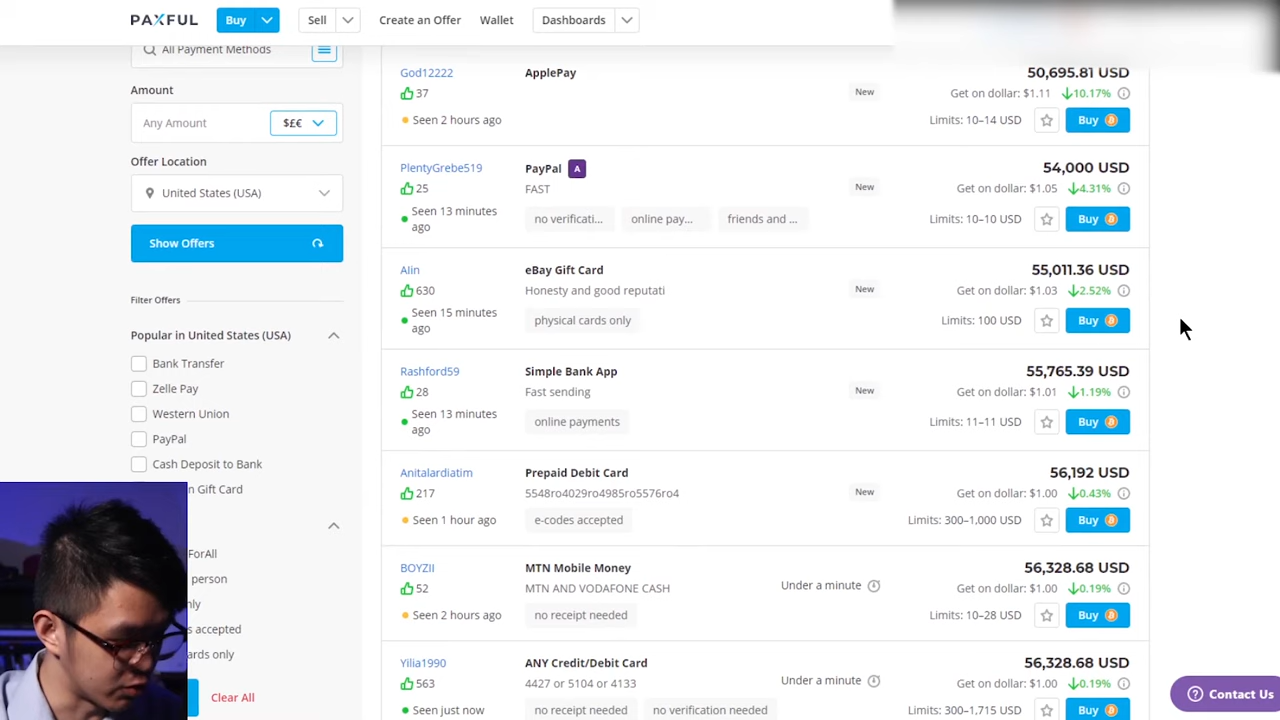 PAXFUL Buy Sell Create an Offer Wallet Dashboards
All Payment Methods
Amount
Any Amount $££
Offer Location
United States (USA)
Show Offers
Filter Offers
Popular in United States (USA)
Bank Transfer
Zelle Pay
Western Union
PayPal
Cash Deposit to Bank
n Gift Card
ForAll
person
nly
s accepted
ards only
Clear All
God12222 ApplePay 50,695.81 USD
37 New Get on dollar: $1.11 10.17%
Seen 2 hours ago Limits: 10–14 USD Buy
PlentyGrebe519 PayPal A 54,000 USD
25 FAST New Get on dollar: $1.05 4.31%
Seen 13 minutes ago no verificati... online pay... friends and ... Limits: 10–10 USD Buy
Alin eBay Gift Card 55,011.36 USD
630 Honesty and good reputati New Get on dollar: $1.03 2.52%
Seen 15 minutes ago physical cards only Limits: 100 USD Buy
Rashford59 Simple Bank App 55,765.39 USD
28 Fast sending New Get on dollar: $1.01 1.19%
Seen 13 minutes ago online payments Limits: 11–11 USD Buy
Anitalardiatim Prepaid Debit Card 56,192 USD
217 5548ro4029ro4985ro5576ro4 New Get on dollar: $1.00 0.43%
Seen 1 hour ago e-codes accepted Limits: 300–1,000 USD Buy
BOYZII MTN Mobile Money 56,328.68 USD
52 MTN AND VODAFONE CASH Under a minute Get on dollar: $1.00 0.19%
Seen 2 hours ago no receipt needed Limits: 10–28 USD Buy
Yilia1990 ANY Credit/Debit Card 56,328.68 USD
563 4427 or 5104 or 4133 Under a minute Get on dollar: $1.00 0.19%
Seen just now no receipt needed no verification needed Limits: 300–1,715 USD Buy
Contact Us